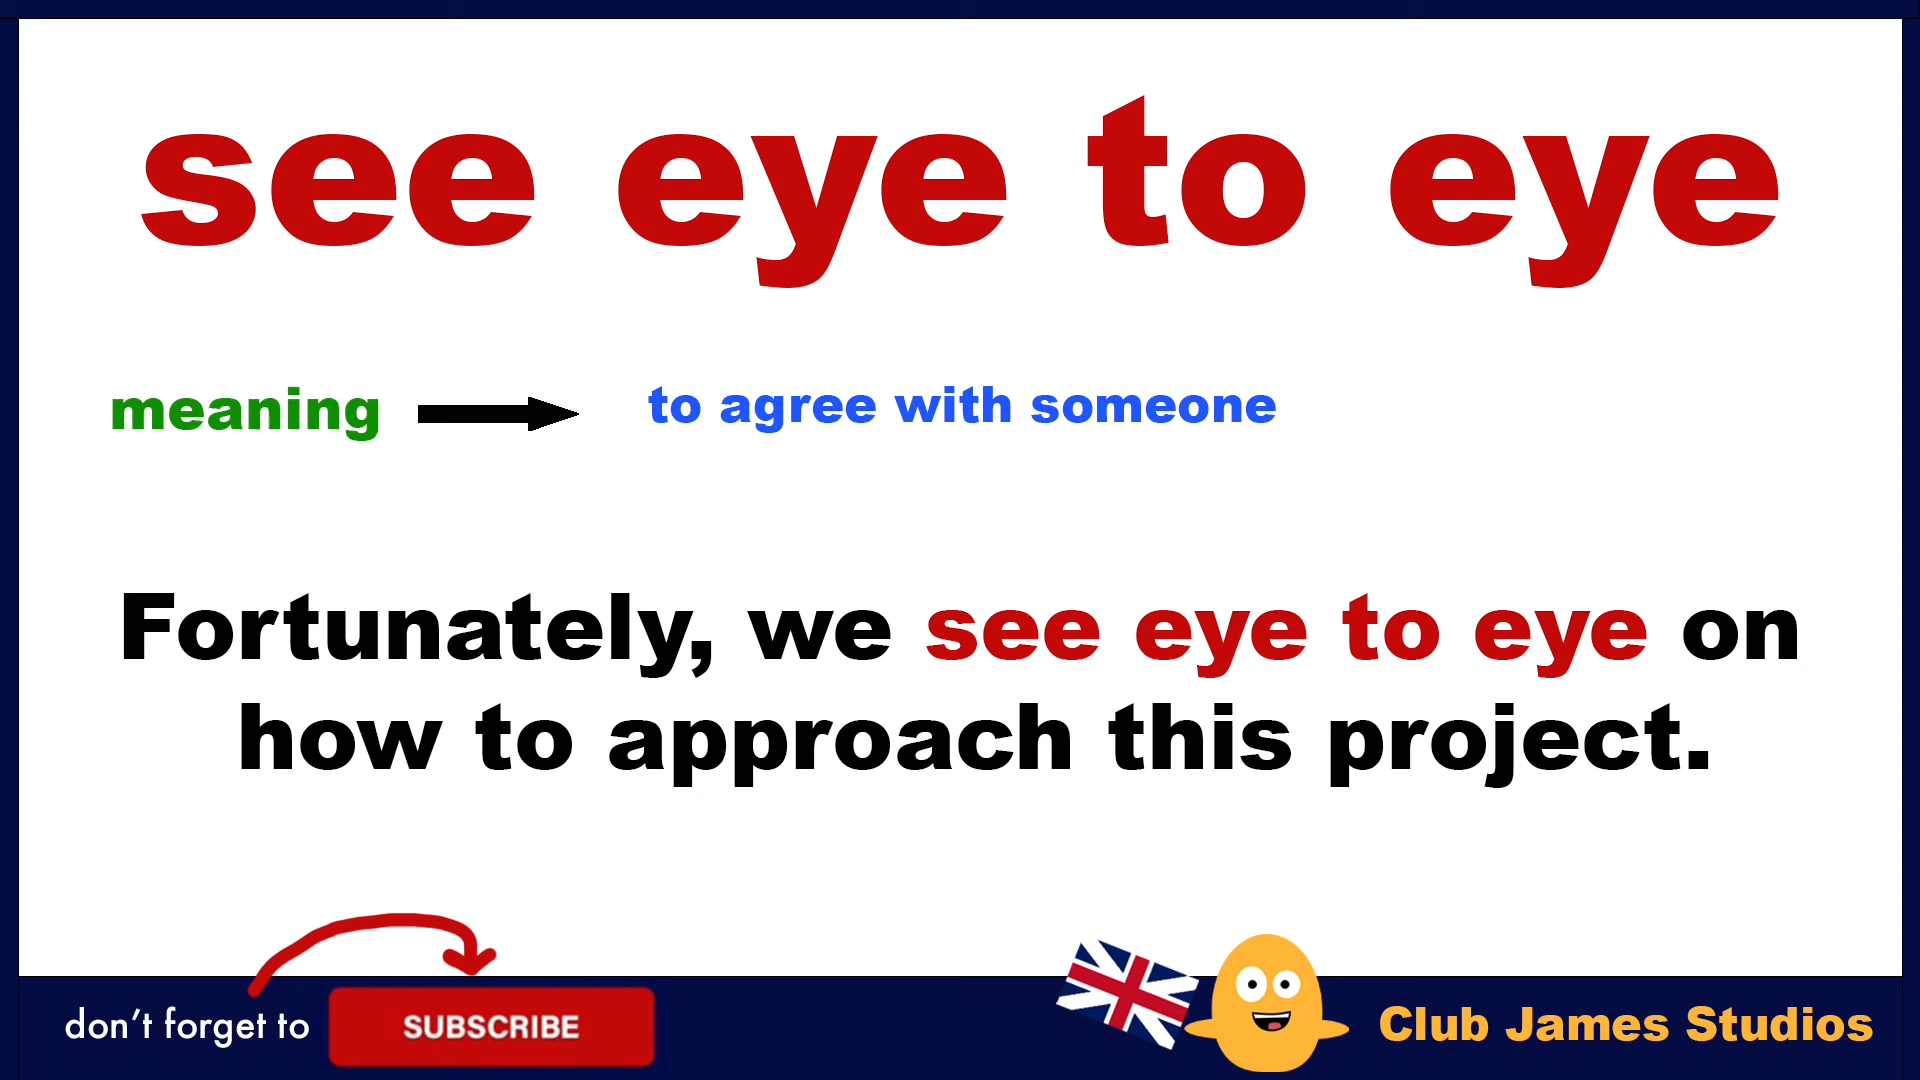 see eye to eye
meaning
to agree with someone
Fortunately, we see eye to eye on
how to approach this project.
don't forget to
SUBSCRIBE
Club James Studios